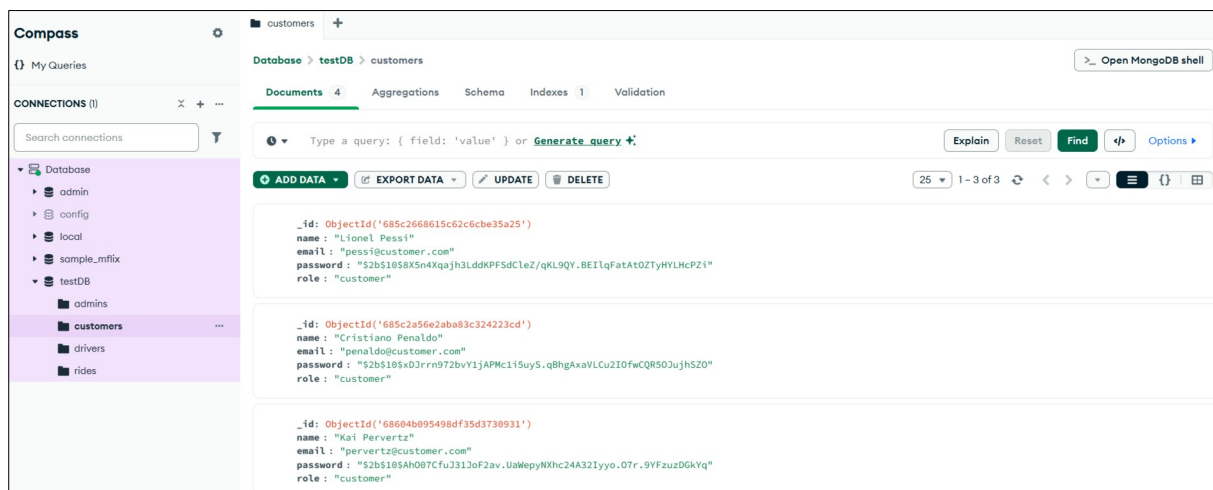 Compass
{} My Queries
CONNECTIONS (1)
Search connections
Database
admin
config
local
sample_mflix
testDB
admins
customers
drivers
rides
customers
Database > testDB > customers
>_ Open MongoDB shell
Documents 4 Aggregations Schema Indexes 1 Validation
Type a query: { field: 'value' } or Generate query
Explain Reset Find </> Options
ADD DATA EXPORT DATA UPDATE DELETE
25 1 – 3 of 3 {}
_id: ObjectId('685c2668615c62c6cbe35a25')
name : "Lionel Pessi"
email : "pessi@customer.com"
password : "$2b$10$8X5n4Xqajh3LddKPFSdCleZ/qKL9QY.BEIlqFatAtOZTyHYLHcPZi"
role : "customer"
_id: ObjectId('685c2a56e2aba83c324223cd')
name : "Cristiano Penaldo"
email : "penaldo@customer.com"
password : "$2b$10$xDJrrn972bvY1jAPMc1i5uyS.qBhgAxaVLCu2IOfwCQR5OJujhSZO"
role : "customer"
_id: ObjectId('68604b095498df35d3730931')
name : "Kai Pervertz"
email : "pervertz@customer.com"
password : "$2b$10$AhO07CfuJ31JoF2av.UaWepyNXhc24A32Iyyo.O7r.9YFzuzDGkYq"
role : "customer"